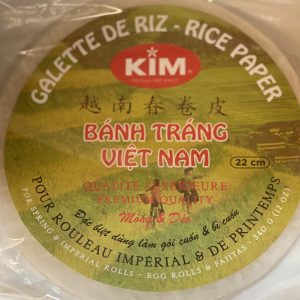 GALETTE DE RIZ - RICE PAPER
KIM
越南春卷皮
BÁNH TRÁNG
VIỆT NAM
22 cm
QUALITÉ SUPÉRIEURE
PREMIUM QUALITY
Mỏng & Dẻo
Đặc biệt dùng làm gỏi cuốn & bì cuốn
POUR ROULEAU IMPÉRIAL & DE PRINTEMPS
FOR SPRING & IMPERIAL ROLLS - EGG ROLLS & FAJITAS - 340 G (12 OZ)